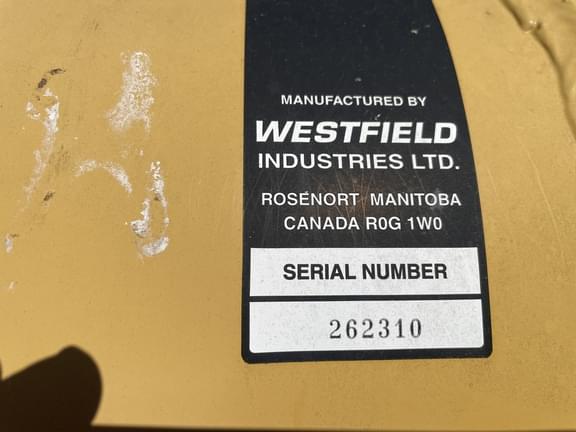 MANUFACTURED BY
WESTFIELD
INDUSTRIES LTD.
ROSENORT MANITOBA
CANADA R0G 1W0
SERIAL NUMBER
262310